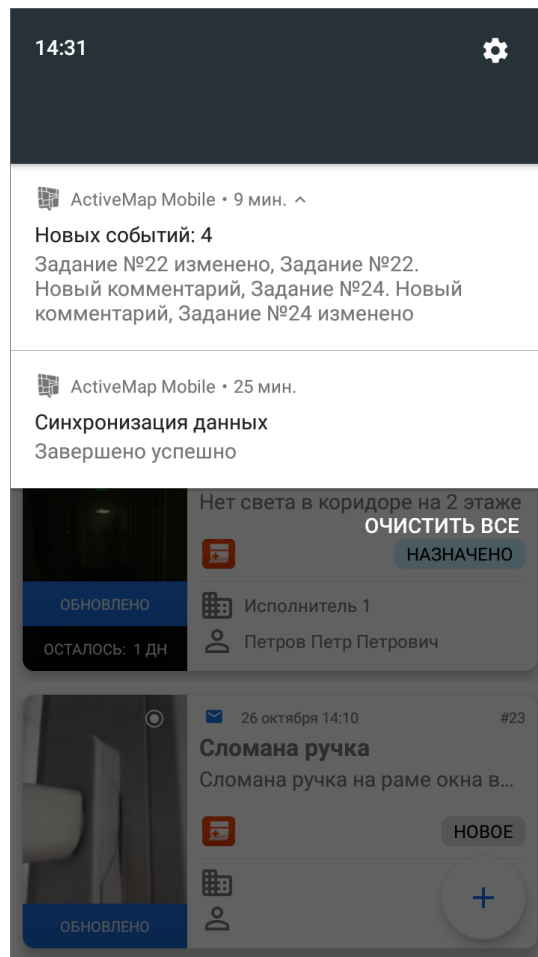 14:31
ActiveMap Mobile • 9 мин.
Новых событий: 4
Задание №22 изменено, Задание №22.
Новый комментарий, Задание №24. Новый
комментарий, Задание №24 изменено
ActiveMap Mobile • 25 мин.
Синхронизация данных
Завершено успешно
Нет света в коридоре на 2 этаже
ОЧИСТИТЬ ВСЕ
НАЗНАЧЕНО
ОБНОВЛЕНО
Исполнитель 1
ОСТАЛОСЬ: 1 ДН
Петров Петр Петрович
26 октября 14:10 #23
Сломана ручка
Сломана ручка на раме окна в...
НОВОЕ
ОБНОВЛЕНО